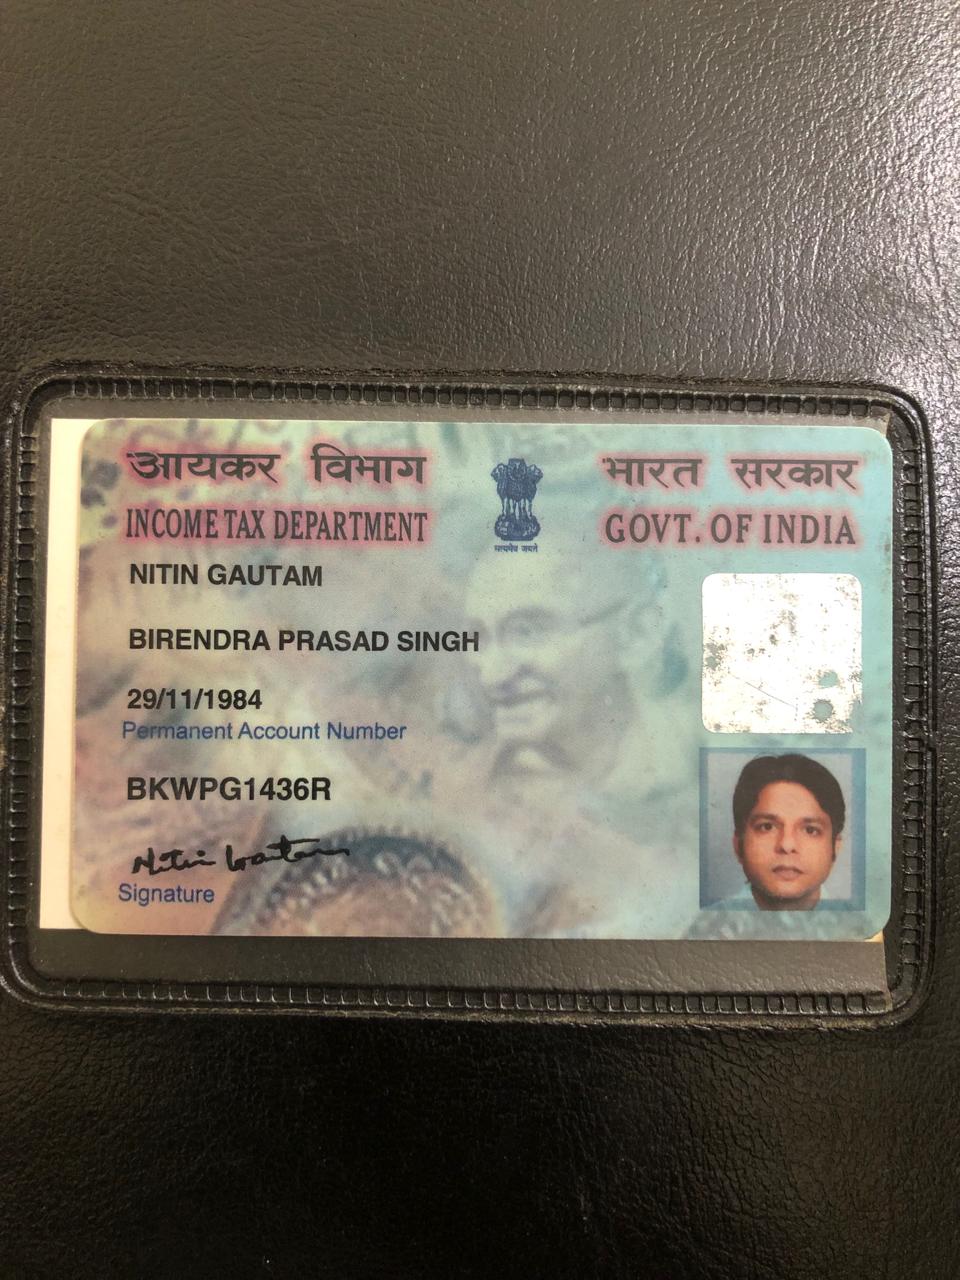 आयकर विभाग
INCOME TAX DEPARTMENT
सत्यमेव जयते
भारत सरकार
GOVT. OF INDIA
NITIN GAUTAM
BIRENDRA PRASAD SINGH
29/11/1984
Permanent Account Number
BKWPG1436R
Nitin Gautam
Signature